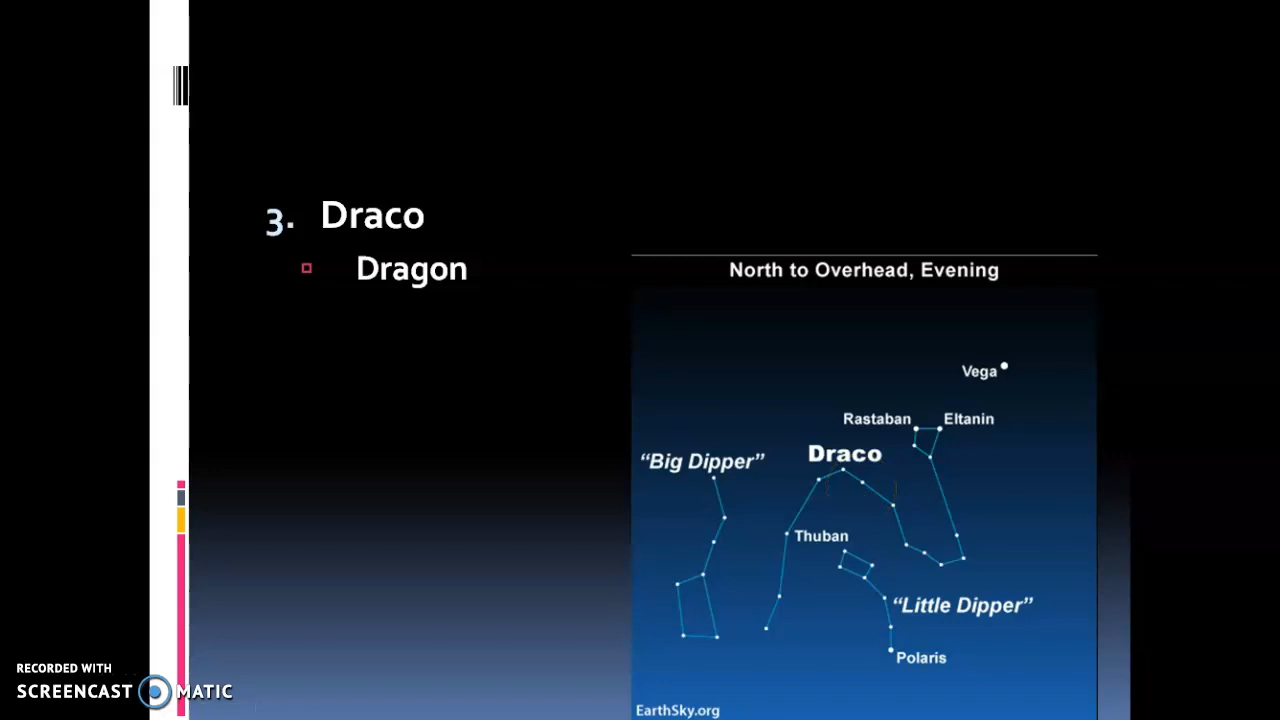 3. Draco
Dragon
North to Overhead, Evening
Vega
Rastaban
Eltanin
Draco
“Big Dipper”
Thuban
“Little Dipper”
Polaris
EarthSky.org
RECORDED WITH
SCREENCAST MATIC